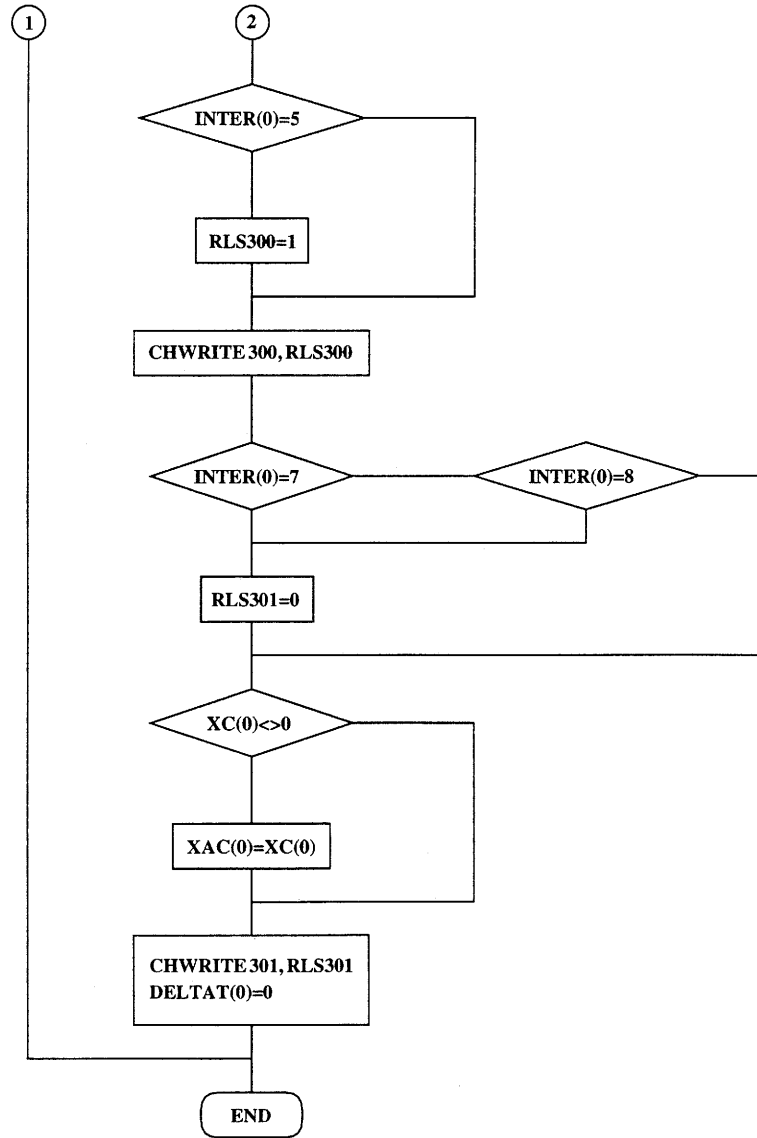 1
2
INTER(0)=5
RLS300=1
CHWRITE 300, RLS300
INTER(0)=7
INTER(0)=8
RLS301=0
XC(0)<>0
XAC(0)=XC(0)
CHWRITE 301, RLS301
DELTAT(0)=0
END